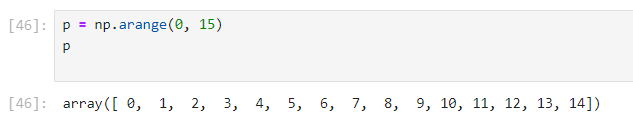 [46]: p = np.arange(0, 15)
p
[46]: array([ 0,  1,  2,  3,  4,  5,  6,  7,  8,  9, 10, 11, 12, 13, 14])